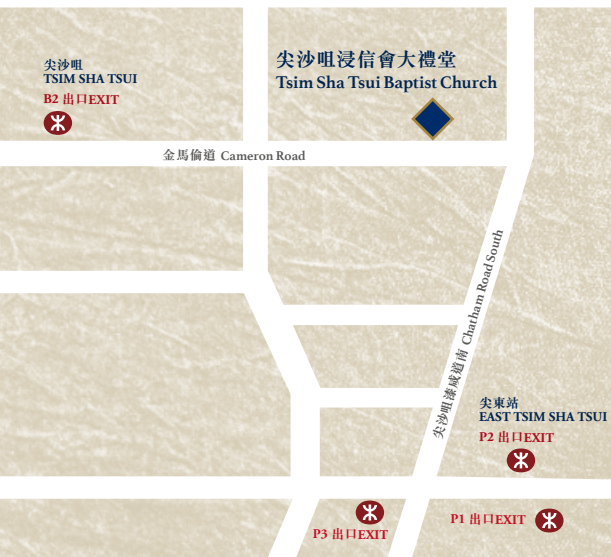 尖沙咀
TSIM SHA TSUI
B2 出口EXIT
尖沙咀浸信會大禮堂
Tsim Sha Tsui Baptist Church
金馬倫道 Cameron Road
尖沙咀漆咸道南 Chatham Road South
尖東站
EAST TSIM SHA TSUI
P2 出口EXIT
P1 出口EXIT
P3 出口EXIT